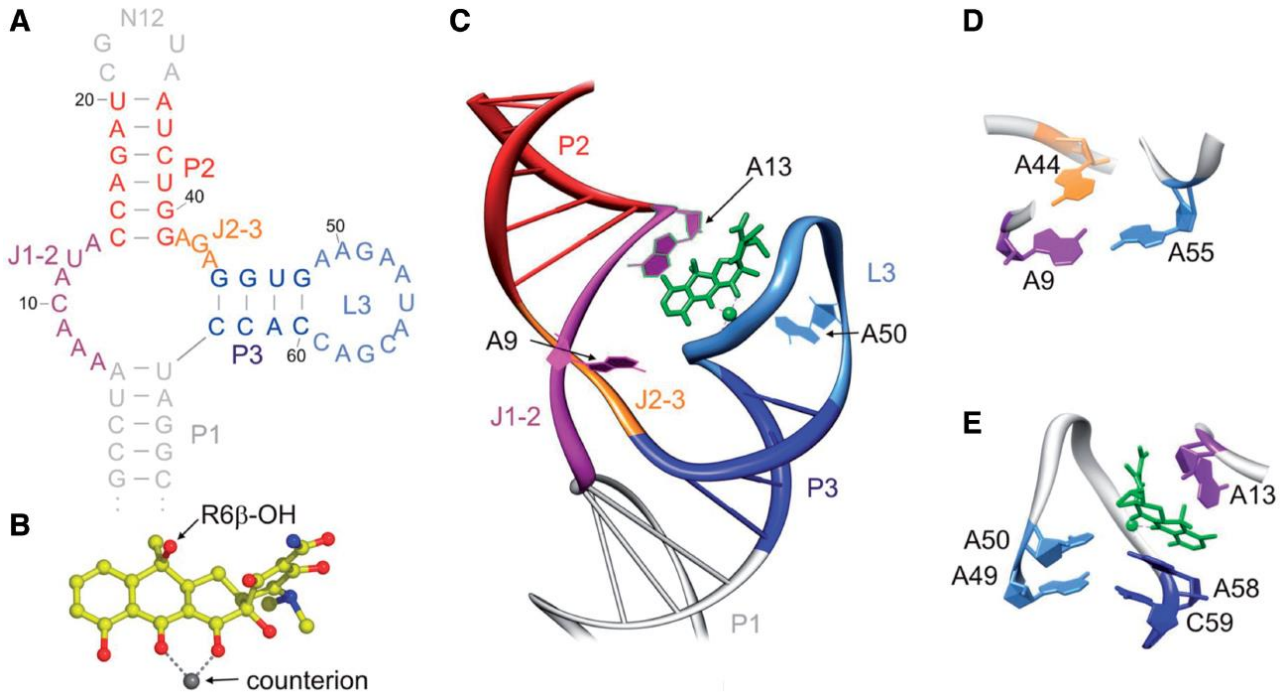 A
N12
G U
C A
20 U – A
A – U
G – C
A – U P2
C – G 40
A C – G A G J2-3 50
J1-2 U A A A G A
A G G U G A
10 C L3 U
A C C A C A
A P3 60 C A G C
A A – U
U – A
C – G P1
C – G
G – C
B
R6β-OH
counterion
C
P2
A13
L3
A50
A9
J2-3
J1-2
P3
P1
D
A44
A55
A9
E
A13
A50
A49
A58
C59